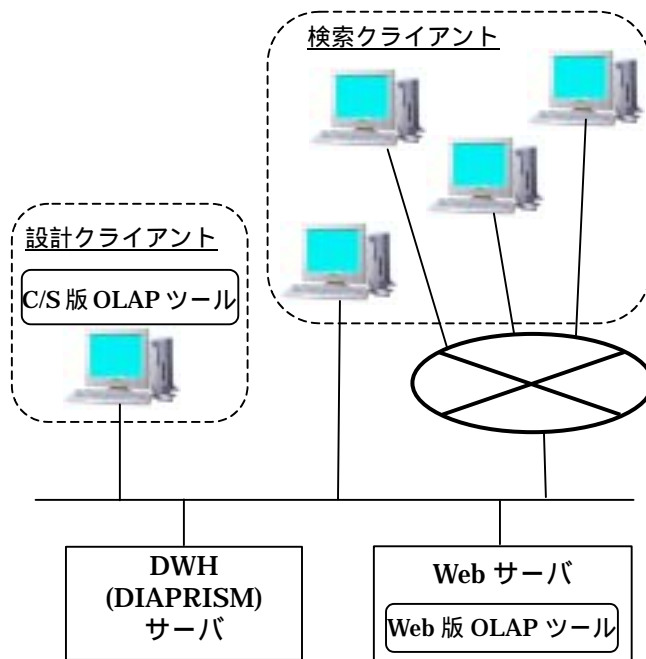 検索クライアント
設計クライアント
C/S 版 OLAP ツール
DWH
(DIAPRISM)
サーバ
Web サーバ
Web 版 OLAP ツール